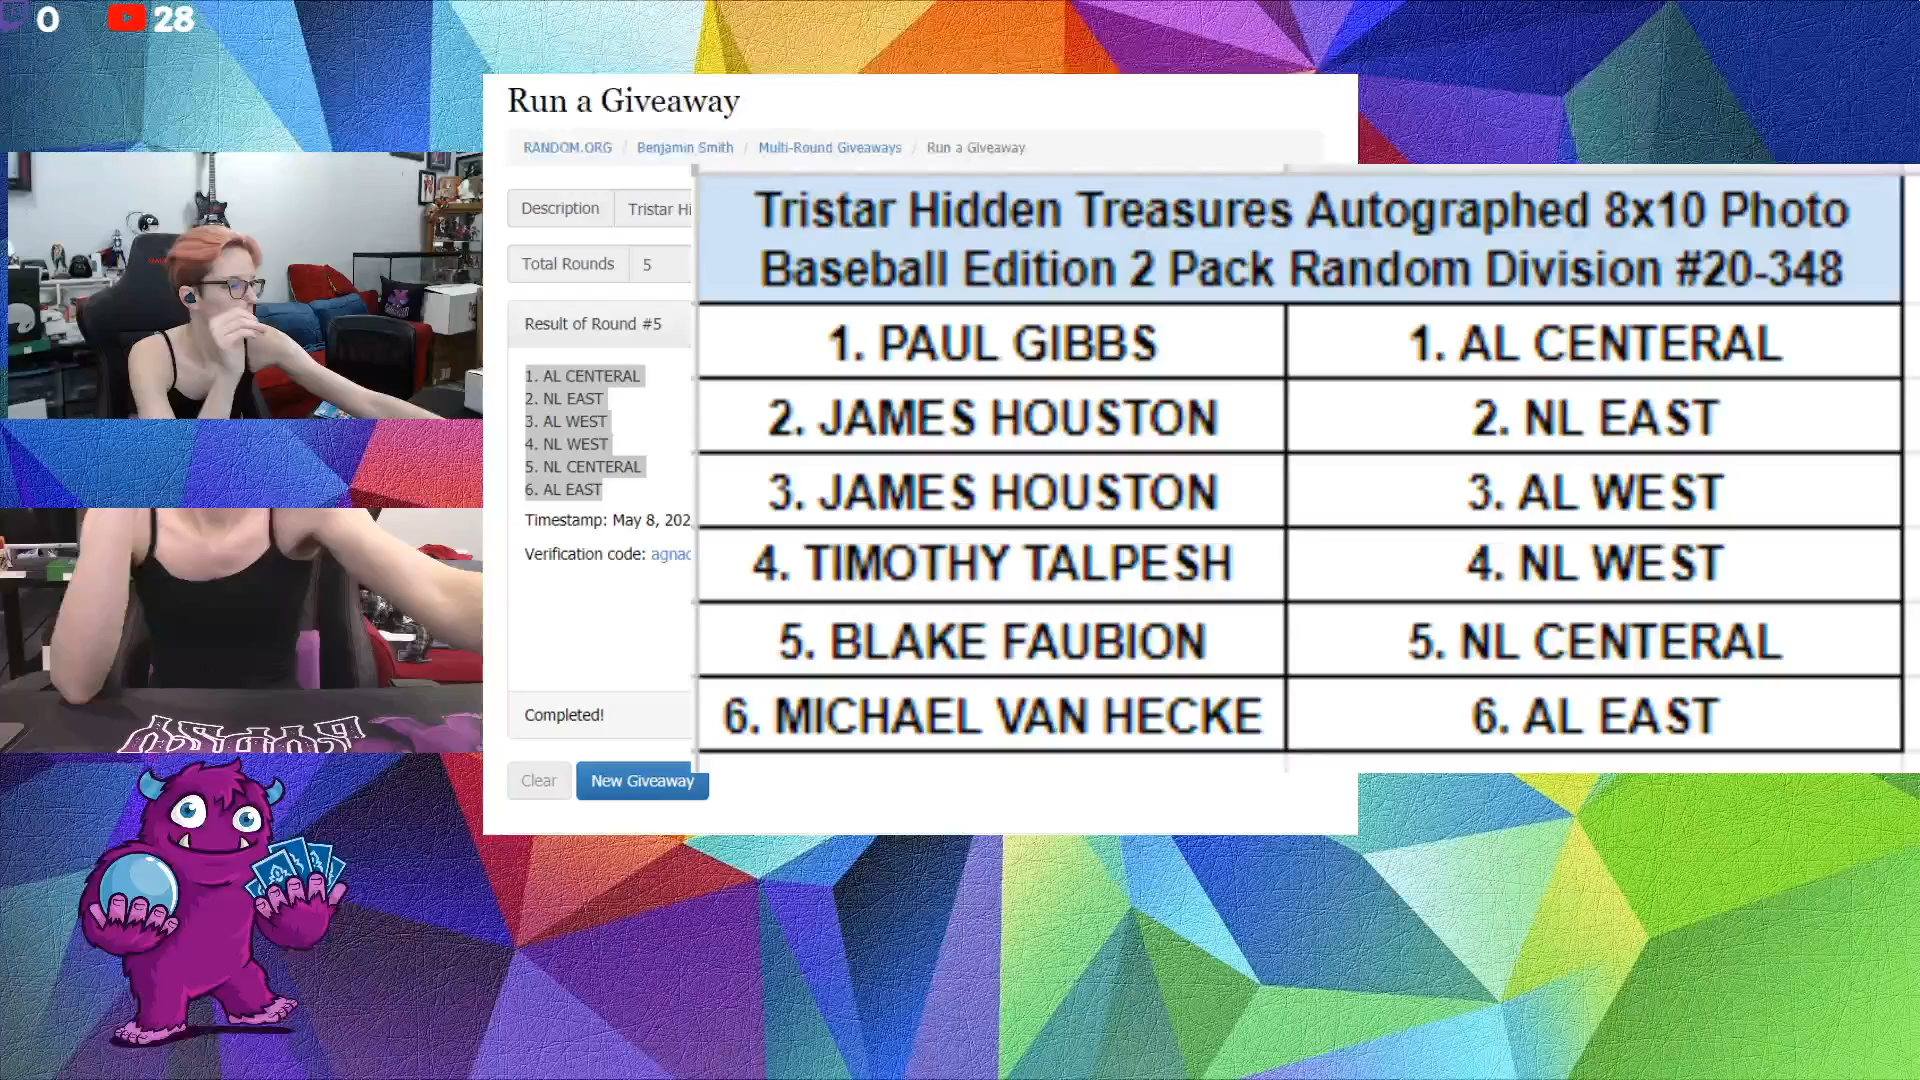 0 28
Run a Giveaway
RANDOM.ORG / Benjamin Smith / Multi-Round Giveaways / Run a Giveaway
Description Tristar Hi
Total Rounds 5
Result of Round #5
1. AL CENTERAL
2. NL EAST
3. AL WEST
4. NL WEST
5. NL CENTERAL
6. AL EAST
Timestamp: May 8, 202
Verification code: agnac
Completed!
Clear New Giveaway
Tristar Hidden Treasures Autographed 8x10 Photo
Baseball Edition 2 Pack Random Division #20-348
1. PAUL GIBBS 1. AL CENTERAL
2. JAMES HOUSTON 2. NL EAST
3. JAMES HOUSTON 3. AL WEST
4. TIMOTHY TALPESH 4. NL WEST
5. BLAKE FAUBION 5. NL CENTERAL
6. MICHAEL VAN HECKE 6. AL EAST